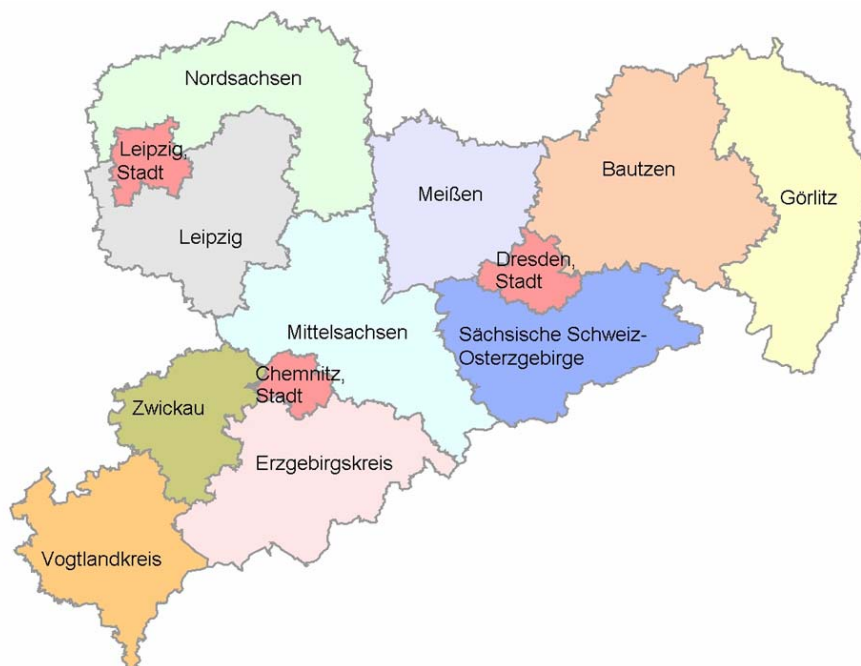 Nordsachsen
Leipzig,
Stadt
Leipzig
Meißen
Bautzen
Görlitz
Dresden,
Stadt
Mittelsachsen
Sächsische Schweiz-
Osterzgebirge
Chemnitz,
Stadt
Zwickau
Erzgebirgskreis
Vogtlandkreis